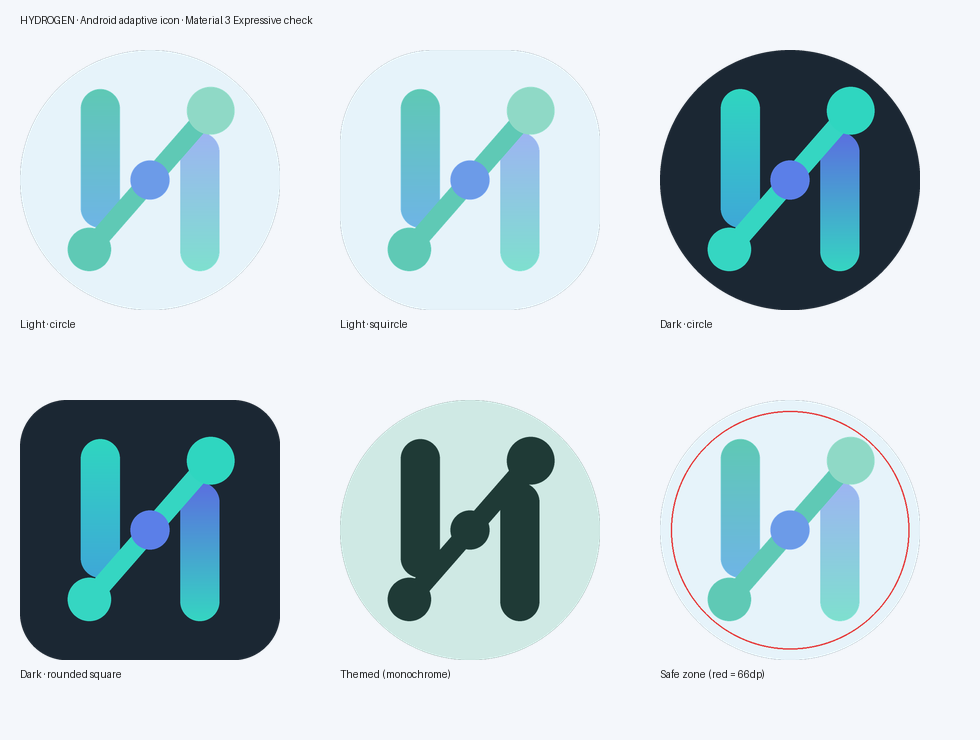 HYDROGEN · Android adaptive icon · Material 3 Expressive check
Light · circle
Light · squircle
Dark · circle
Dark · rounded square
Themed (monochrome)
Safe zone (red = 66dp)